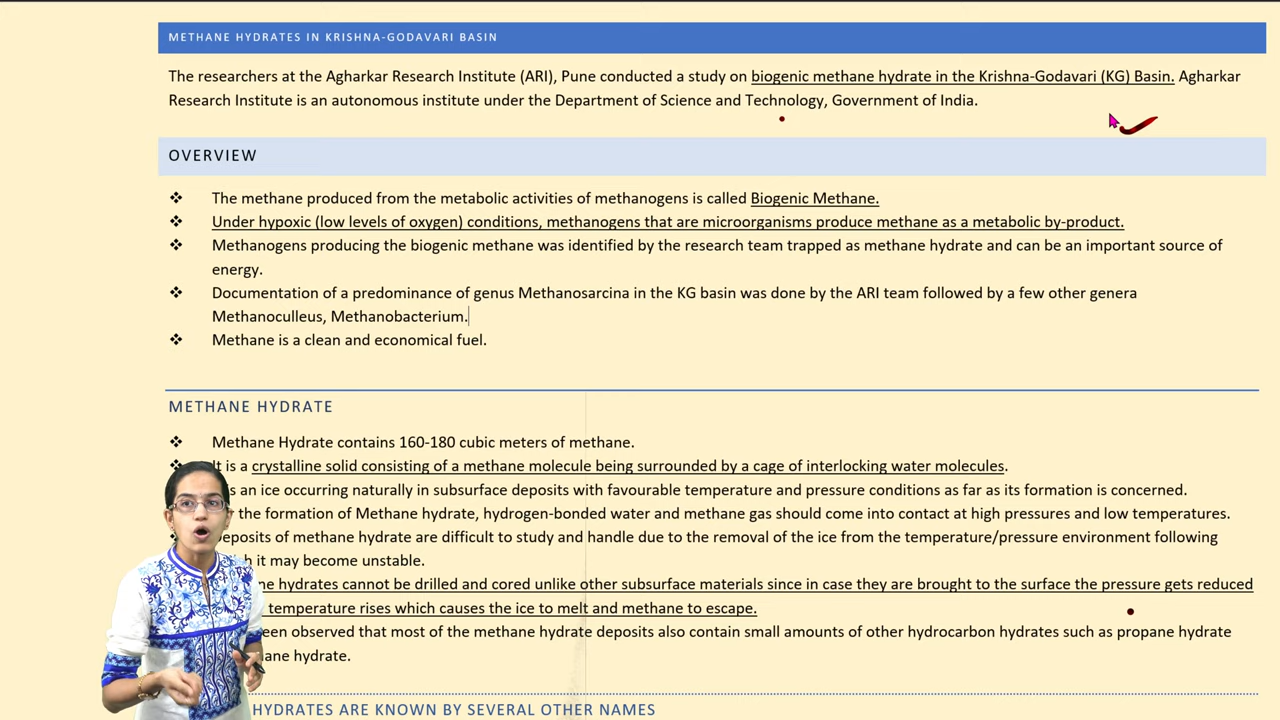 METHANE HYDRATES IN KRISHNA-GODAVARI BASIN
The researchers at the Agharkar Research Institute (ARI), Pune conducted a study on biogenic methane hydrate in the Krishna-Godavari (KG) Basin. Agharkar
Research Institute is an autonomous institute under the Department of Science and Technology, Government of India.
OVERVIEW
❖ The methane produced from the metabolic activities of methanogens is called Biogenic Methane.
❖ Under hypoxic (low levels of oxygen) conditions, methanogens that are microorganisms produce methane as a metabolic by-product.
❖ Methanogens producing the biogenic methane was identified by the research team trapped as methane hydrate and can be an important source of
energy.
❖ Documentation of a predominance of genus Methanosarcina in the KG basin was done by the ARI team followed by a few other genera
Methanoculleus, Methanobacterium.
❖ Methane is a clean and economical fuel.
METHANE HYDRATE
❖ Methane Hydrate contains 160-180 cubic meters of methane.
❖ It is a crystalline solid consisting of a methane molecule being surrounded by a cage of interlocking water molecules.
is an ice occurring naturally in subsurface deposits with favourable temperature and pressure conditions as far as its formation is concerned.
the formation of Methane hydrate, hydrogen-bonded water and methane gas should come into contact at high pressures and low temperatures.
deposits of methane hydrate are difficult to study and handle due to the removal of the ice from the temperature/pressure environment following
it may become unstable.
hydrates cannot be drilled and cored unlike other subsurface materials since in case they are brought to the surface the pressure gets reduced
temperature rises which causes the ice to melt and methane to escape.
been observed that most of the methane hydrate deposits also contain small amounts of other hydrocarbon hydrates such as propane hydrate
hydrate.
HYDRATES ARE KNOWN BY SEVERAL OTHER NAMES